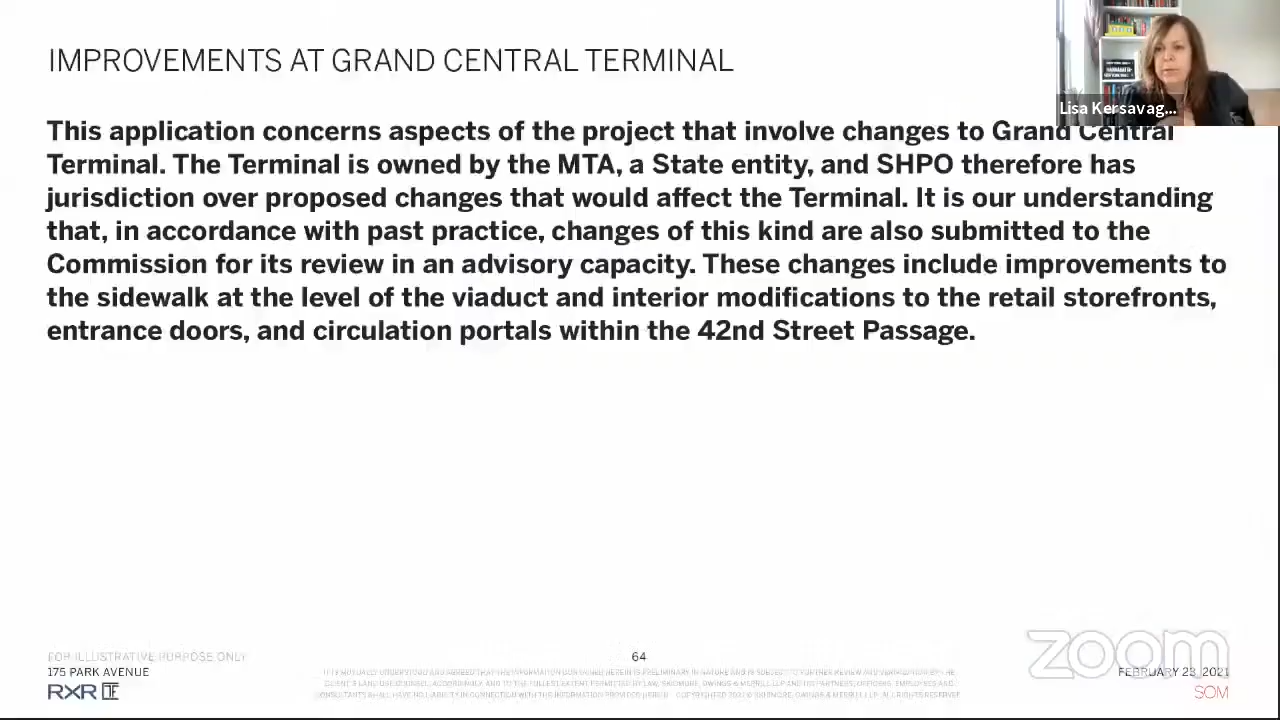 IMPROVEMENTS AT GRAND CENTRAL TERMINAL
Lisa Kersavag...
This application concerns aspects of the project that involve changes to Grand Central
Terminal. The Terminal is owned by the MTA, a State entity, and SHPO therefore has
jurisdiction over proposed changes that would affect the Terminal. It is our understanding
that, in accordance with past practice, changes of this kind are also submitted to the
Commission for its review in an advisory capacity. These changes include improvements to
the sidewalk at the level of the viaduct and interior modifications to the retail storefronts,
entrance doors, and circulation portals within the 42nd Street Passage.
FOR ILLUSTRATIVE PURPOSE ONLY
175 PARK AVENUE
RXR
64
zoom
FEBRUARY 23, 2021
SOM